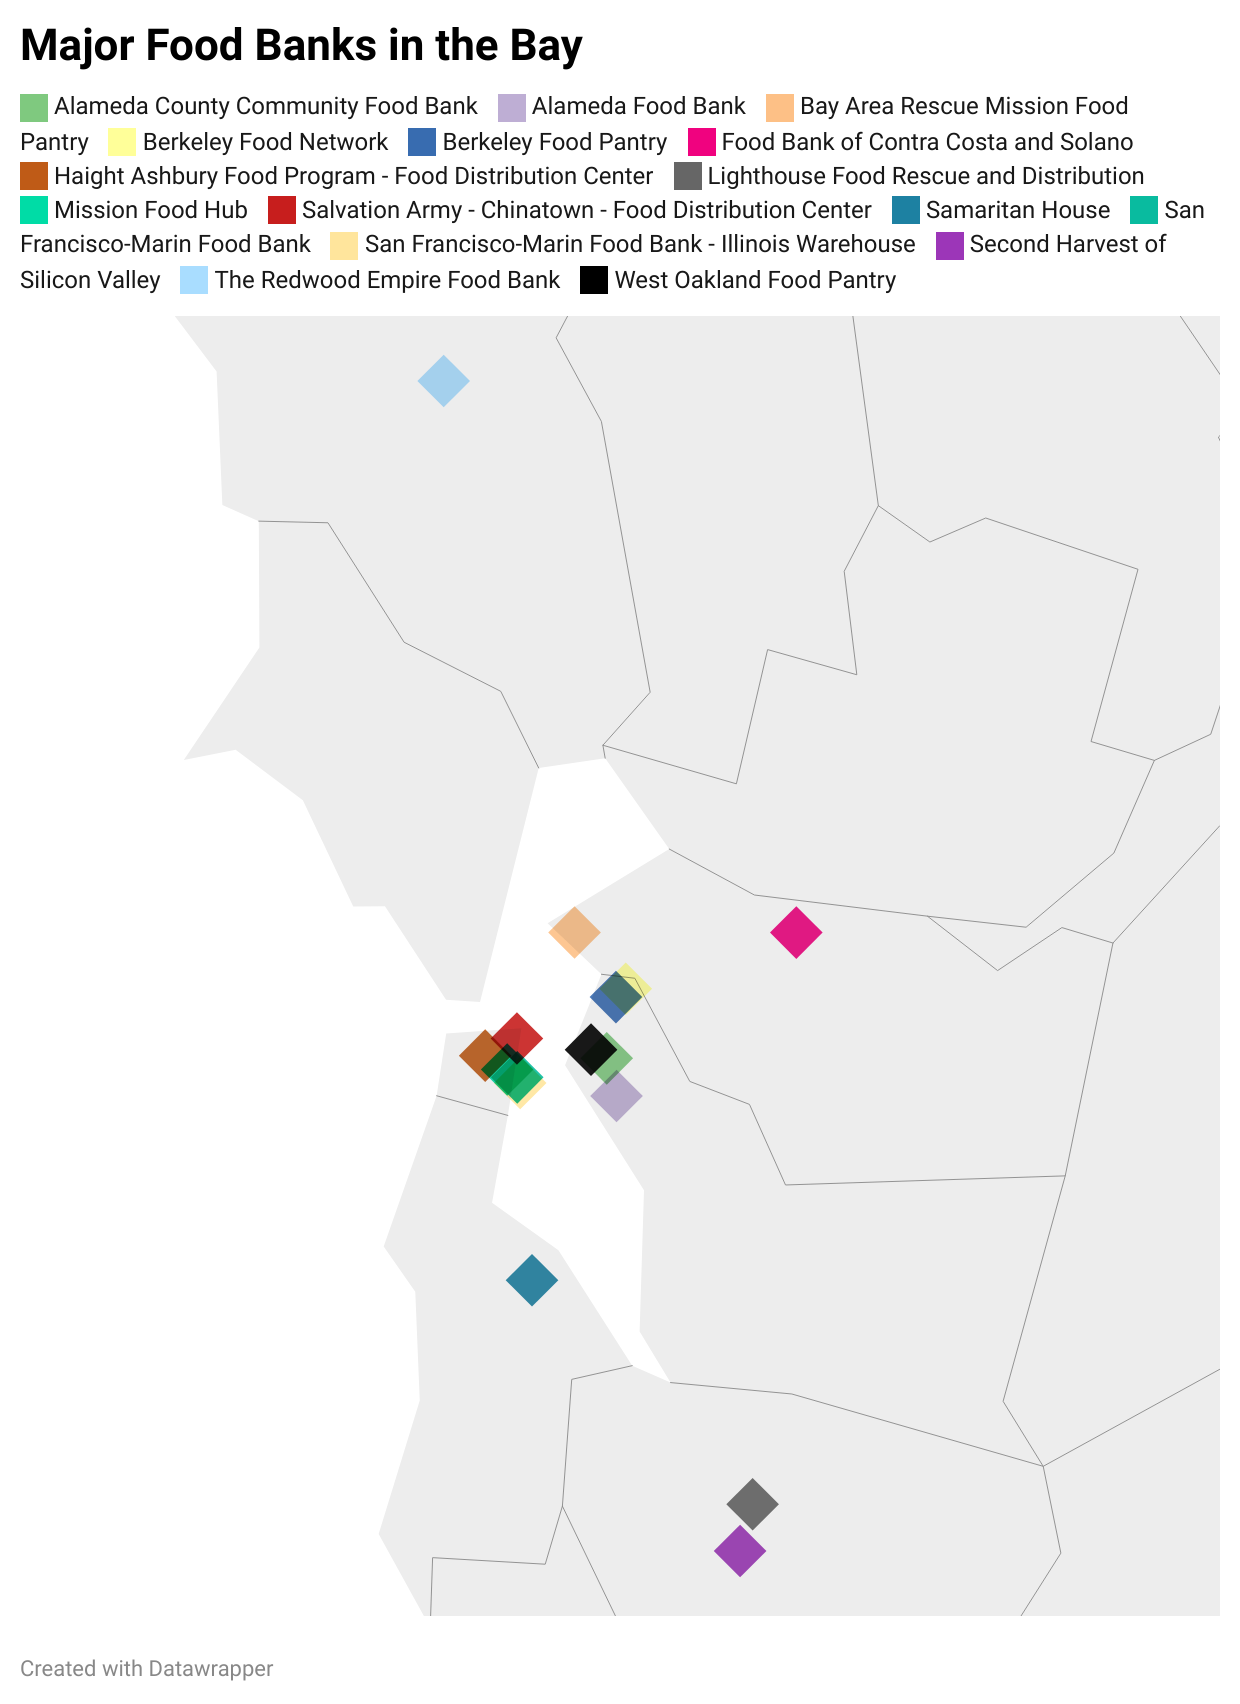 Major Food Banks in the Bay
Alameda County Community Food Bank Alameda Food Bank Bay Area Rescue Mission Food
Pantry Berkeley Food Network Berkeley Food Pantry Food Bank of Contra Costa and Solano
Haight Ashbury Food Program - Food Distribution Center Lighthouse Food Rescue and Distribution
Mission Food Hub Salvation Army - Chinatown - Food Distribution Center Samaritan House San
Francisco-Marin Food Bank San Francisco-Marin Food Bank - Illinois Warehouse Second Harvest of
Silicon Valley The Redwood Empire Food Bank West Oakland Food Pantry
Created with Datawrapper